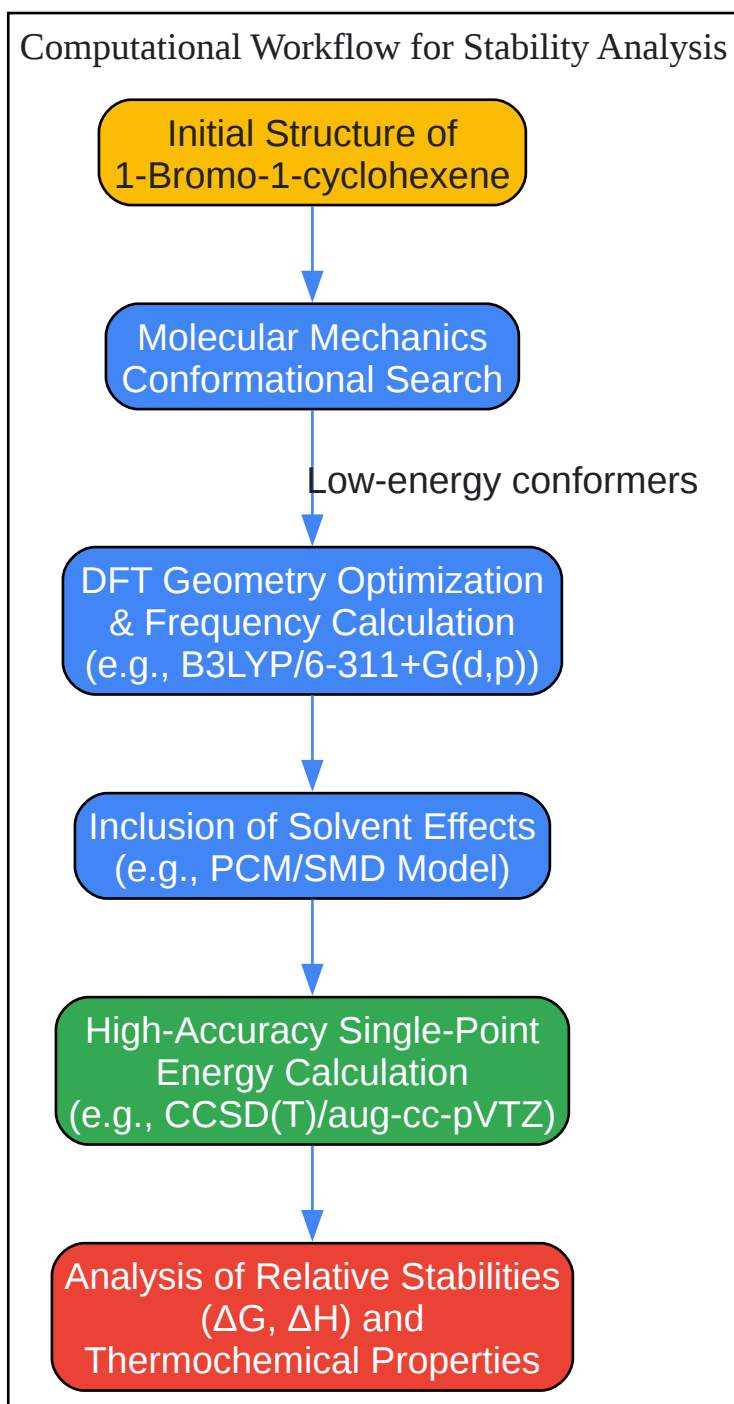 Computational Workflow for Stability Analysis
Initial Structure of
1-Bromo-1-cyclohexene
Molecular Mechanics
Conformational Search
Low-energy conformers
DFT Geometry Optimization
& Frequency Calculation
(e.g., B3LYP/6-311+G(d,p))
Inclusion of Solvent Effects
(e.g., PCM/SMD Model)
High-Accuracy Single-Point
Energy Calculation
(e.g., CCSD(T)/aug-cc-pVTZ)
Analysis of Relative Stabilities
(ΔG, ΔH) and
Thermochemical Properties